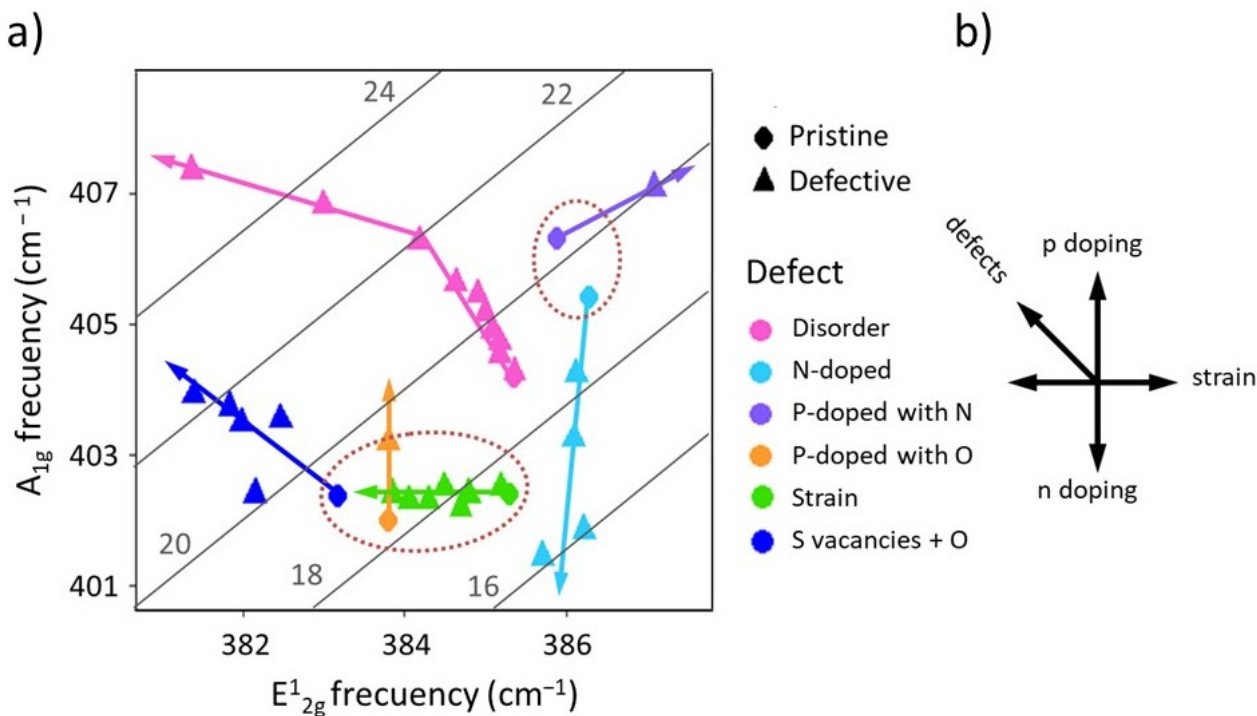 a)
b)
24
22
20
18
16
407
405
403
401
A1g frecuency (cm −1)
382
384
386
E12g frecuency (cm−1)
Pristine
Defective
Defect
Disorder
N-doped
P-doped with N
P-doped with O
Strain
S vacancies + O
defects
p doping
strain
n doping